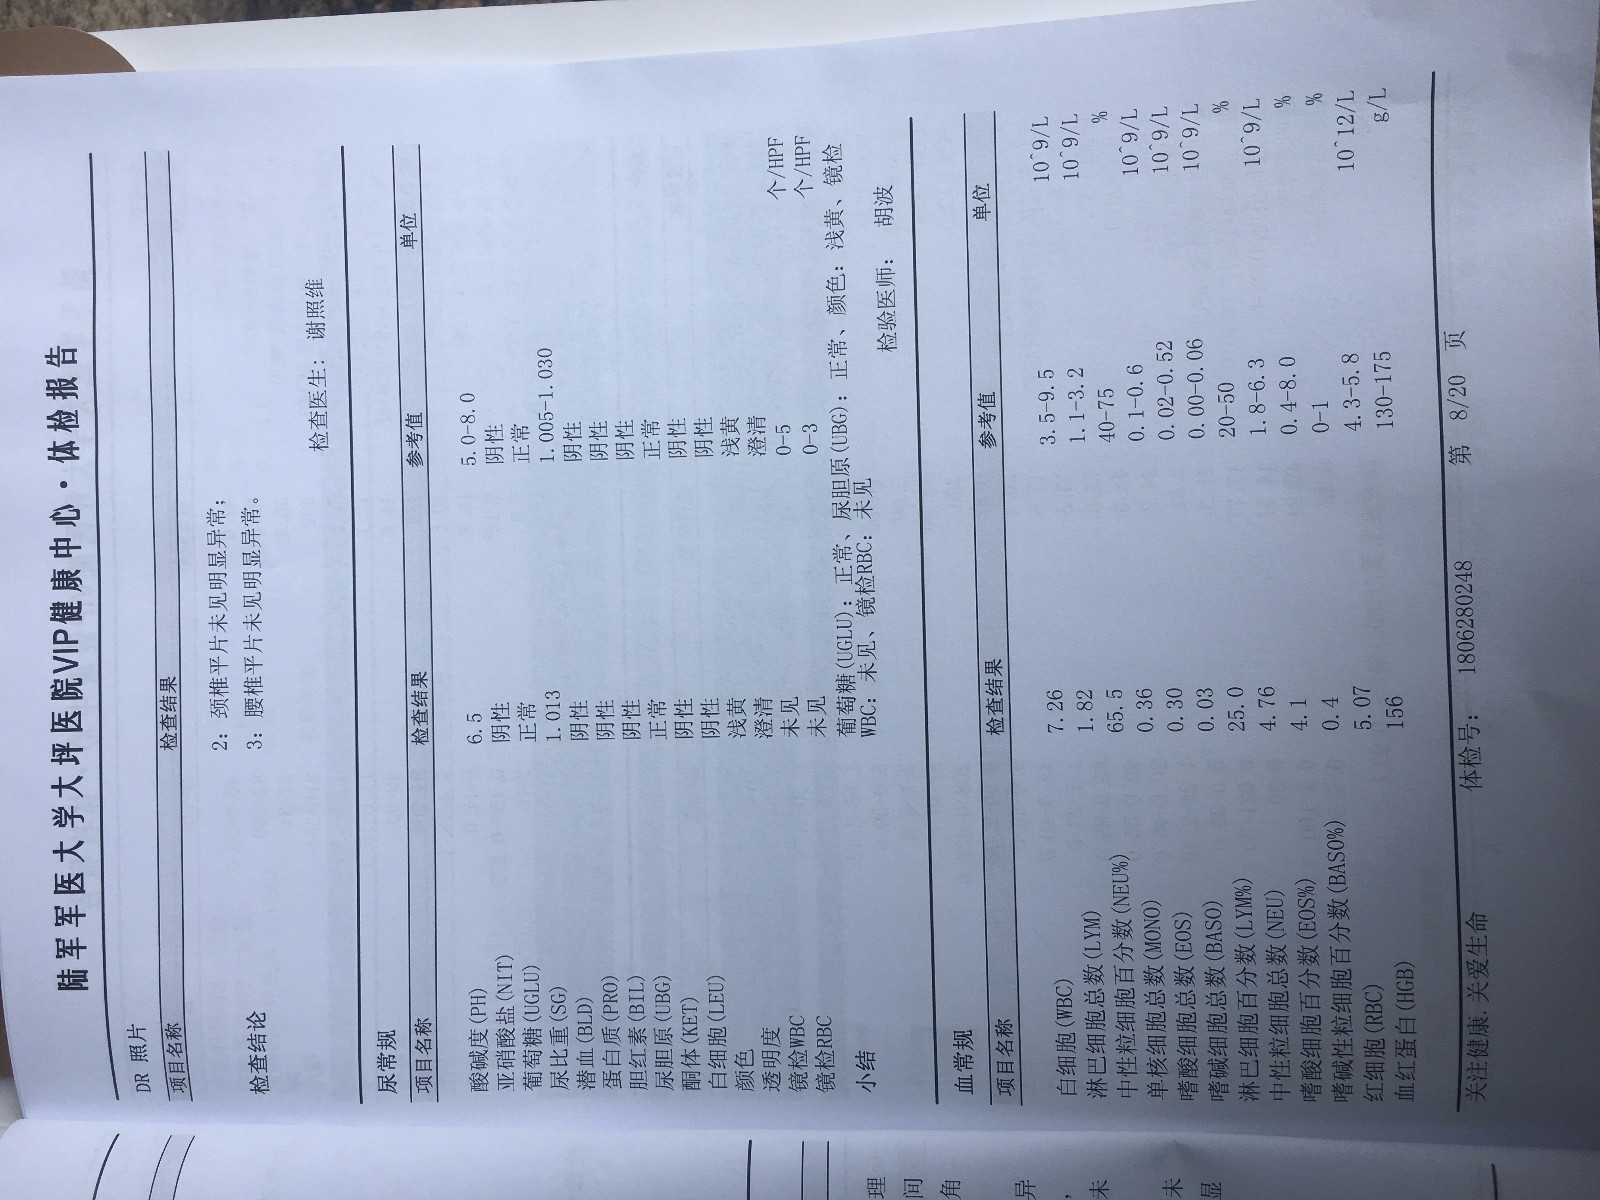 陆军军医大学大坪医院VIP健康中心·体检报告
DR 照片
项目名称 检查结果
2: 颈椎平片未见明显异常;
检查结论 3: 腰椎平片未见明显异常。
检查医生: 谢照维
尿常规
项目名称 检查结果 参考值 单位
酸碱度(PH) 6.5 5.0-8.0
亚硝酸盐(NIT) 阴性 阴性
葡萄糖(UGLU) 正常 正常
尿比重(SG) 1.013 1.005-1.030
潜血(BLD) 阴性 阴性
蛋白质(PRO) 阴性 阴性
胆红素(BIL) 阴性 阴性
尿胆原(UBG) 正常 正常
酮体(KET) 阴性 阴性
白细胞(LEU) 阴性 阴性
颜色 浅黄 浅黄
透明度 澄清 澄清
镜检WBC 未见 0-5 个/HPF
镜检RBC 未见 0-3 个/HPF
小结 葡萄糖(UGLU): 正常、尿胆原(UBG): 正常、颜色: 浅黄、镜检
WBC: 未见、镜检RBC: 未见
检验医师: 胡波
血常规
项目名称 检查结果 参考值 单位
白细胞(WBC) 7.26 3.5-9.5 10^9/L
淋巴细胞总数(LYM) 1.82 1.1-3.2 10^9/L
中性粒细胞百分数(NEU%) 65.5 40-75 %
单核细胞总数(MONO) 0.36 0.1-0.6 10^9/L
嗜酸细胞总数(EOS) 0.30 0.02-0.52 10^9/L
嗜碱细胞总数(BASO) 0.03 0.00-0.06 10^9/L
淋巴细胞百分数(LYM%) 25.0 20-50 %
中性粒细胞总数(NEU) 4.76 1.8-6.3 10^9/L
嗜酸细胞百分数(EOS%) 4.1 0.4-8.0 %
嗜碱性粒细胞百分数(BASO%) 0.4 0-1 %
红细胞(RBC) 5.07 4.3-5.8 10^12/L
血红蛋白(HGB) 156 130-175 g/L
关注健康.关爱生命 体检号: 1806280248 第 8/20 页
理
间
角
异
,
未
未
显